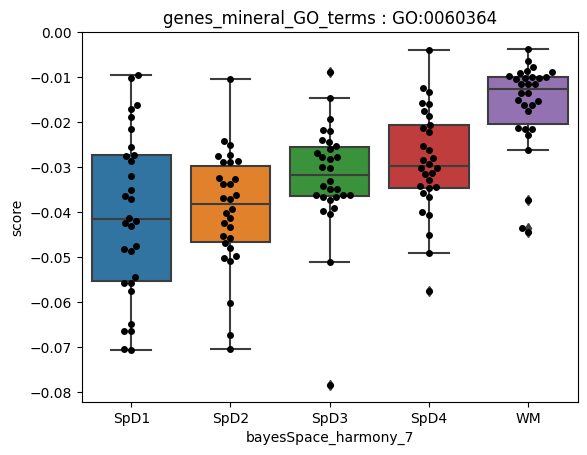 genes_mineral_GO_terms : GO:0060364
0.00
−0.01
−0.02
−0.03
−0.04
−0.05
−0.06
−0.07
−0.08
score
SpD1 SpD2 SpD3 SpD4 WM
bayesSpace_harmony_7